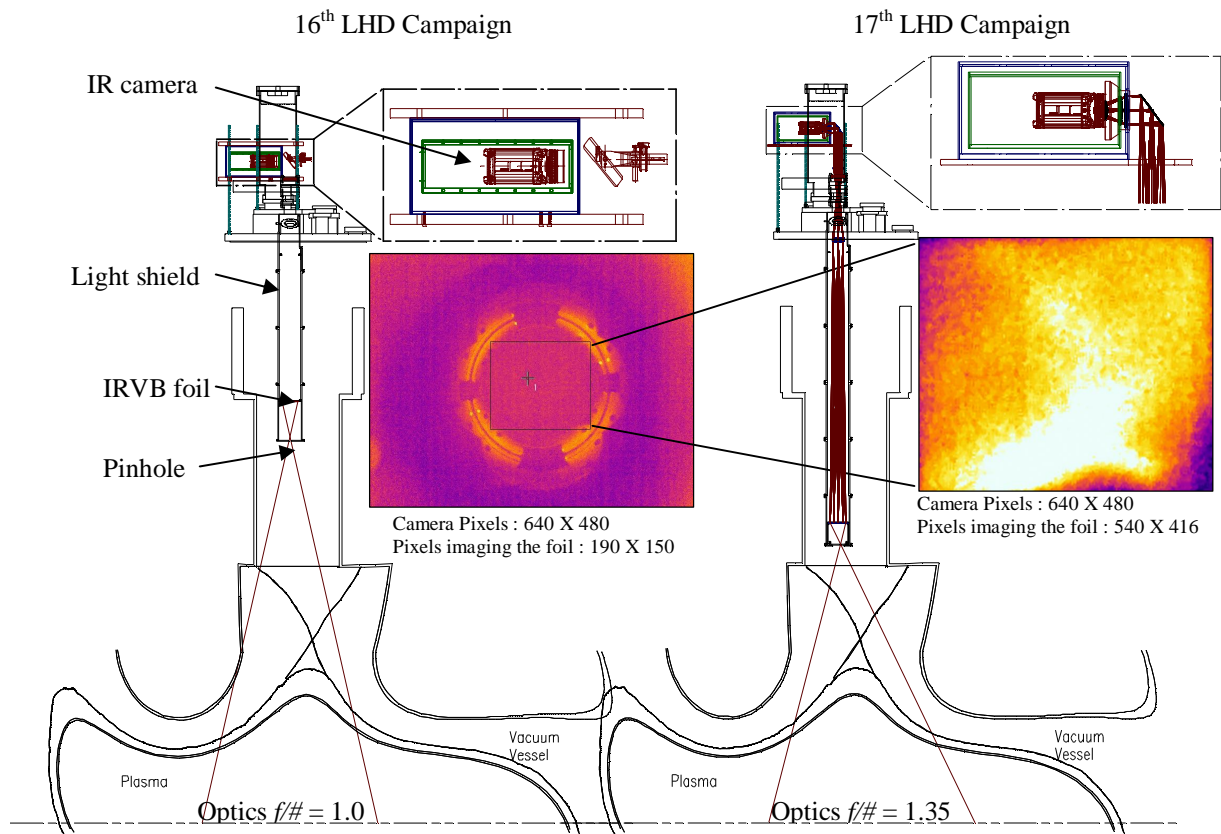 16th LHD Campaign
17th LHD Campaign
IR camera
Light shield
IRVB foil
Pinhole
1
Camera Pixels : 640 X 480
Pixels imaging the foil : 190 X 150
Camera Pixels : 640 X 480
Pixels imaging the foil : 540 X 416
Vacuum
Vessel
Plasma
Optics f/# = 1.0
Vacuum
Vessel
Plasma
Optics f/# = 1.35